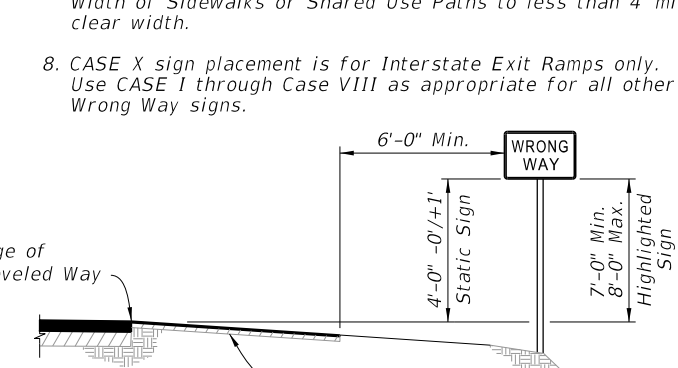 Width of Sidewalks or Shared Use Paths to less than 4'
clear width.
8. CASE X sign placement is for Interstate Exit Ramps only.
Use CASE I through Case VIII as appropriate for all other
Wrong Way signs.
6'-0" Min.
WRONG
WAY
4'-0" -0'/+1'
Static Sign
7'-0" Min.
8'-0" Max.
Highlighted
Sign
of
Way